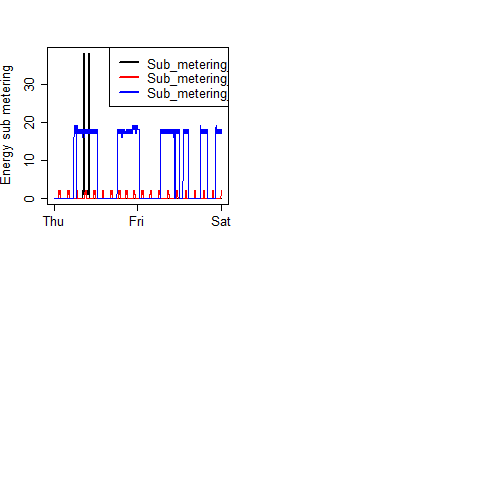 Energy sub metering
0
10
20
30
Thu
Fri
Sat
Sub_metering_
Sub_metering_
Sub_metering_